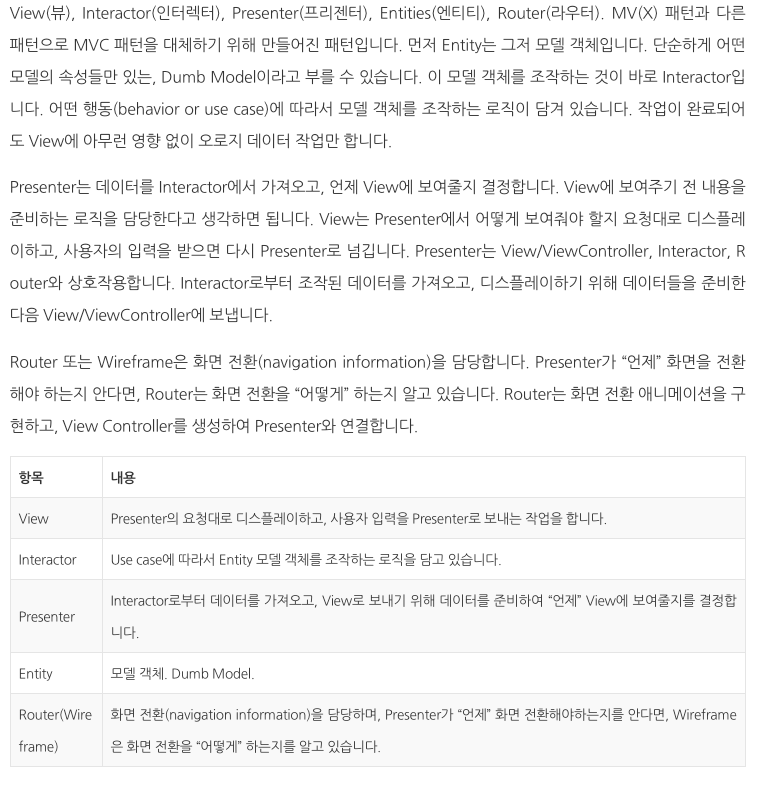 View(뷰), Interactor(인터렉터), Presenter(프리젠터), Entities(엔티티), Router(라우터). MV(X) 패턴과 다른
패턴으로 MVC 패턴을 대체하기 위해 만들어진 패턴입니다. 먼저 Entity는 그저 모델 객체입니다. 단순하게 어떤
모델의 속성들만 있는, Dumb Model이라고 부를 수 있습니다. 이 모델 객체를 조작하는 것이 바로 Interactor입
니다. 어떤 행동(behavior or use case)에 따라서 모델 객체를 조작하는 로직이 담겨 있습니다. 작업이 완료되어
도 View에 아무런 영향 없이 오로지 데이터 작업만 합니다.
Presenter는 데이터를 Interactor에서 가져오고, 언제 View에 보여줄지 결정합니다. View에 보여주기 전 내용을
준비하는 로직을 담당한다고 생각하면 됩니다. View는 Presenter에서 어떻게 보여줘야 할지 요청대로 디스플레
이하고, 사용자의 입력을 받으면 다시 Presenter로 넘깁니다. Presenter는 View/ViewController, Interactor, R
outer와 상호작용합니다. Interactor로부터 조작된 데이터를 가져오고, 디스플레이하기 위해 데이터들을 준비한
다음 View/ViewController에 보냅니다.
Router 또는 Wireframe은 화면 전환(navigation information)을 담당합니다. Presenter가 “언제” 화면을 전환
해야 하는지 안다면, Router는 화면 전환을 “어떻게” 하는지 알고 있습니다. Router는 화면 전환 애니메이션을 구
현하고, View Controller를 생성하여 Presenter와 연결합니다.
항목 내용
View Presenter의 요청대로 디스플레이하고, 사용자 입력을 Presenter로 보내는 작업을 합니다.
Interactor Use case에 따라서 Entity 모델 객체를 조작하는 로직을 담고 있습니다.
Presenter Interactor로부터 데이터를 가져오고, View로 보내기 위해 데이터를 준비하여 “언제” View에 보여줄지를 결정합
니다.
Entity 모델 객체. Dumb Model.
Router(Wire 화면 전환(navigation information)을 담당하며, Presenter가 “언제” 화면 전환해야하는지를 안다면, Wireframe
frame) 은 화면 전환을 “어떻게” 하는지를 알고 있습니다.